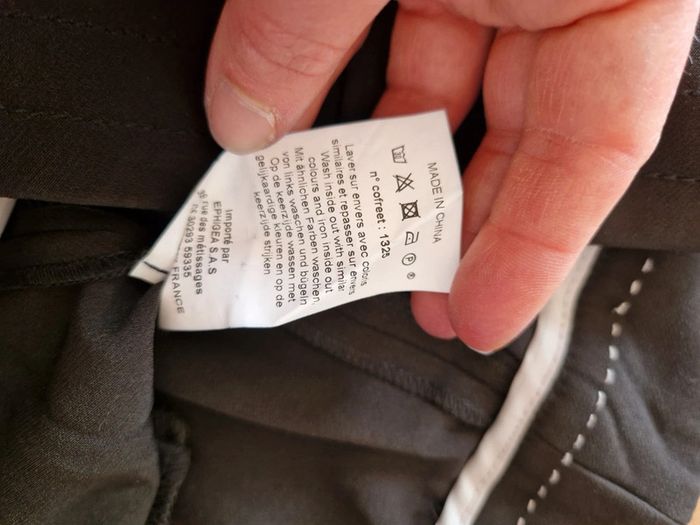 MADE IN CHINA
30
P
n° cofreet : 1325
Laver sur envers avec coloris
similaires et repasser sur envers
Wash inside out with similar
colours and iron inside out
Mit ähnlichen Farben waschen,
von links waschen und bügeln
Op de keerzijde wassen met
gelijkaardige kleuren en op de
keerzijde strijken
Importé par
EPHIGEA S.A.S
rue des métissages
59335
FRANCE